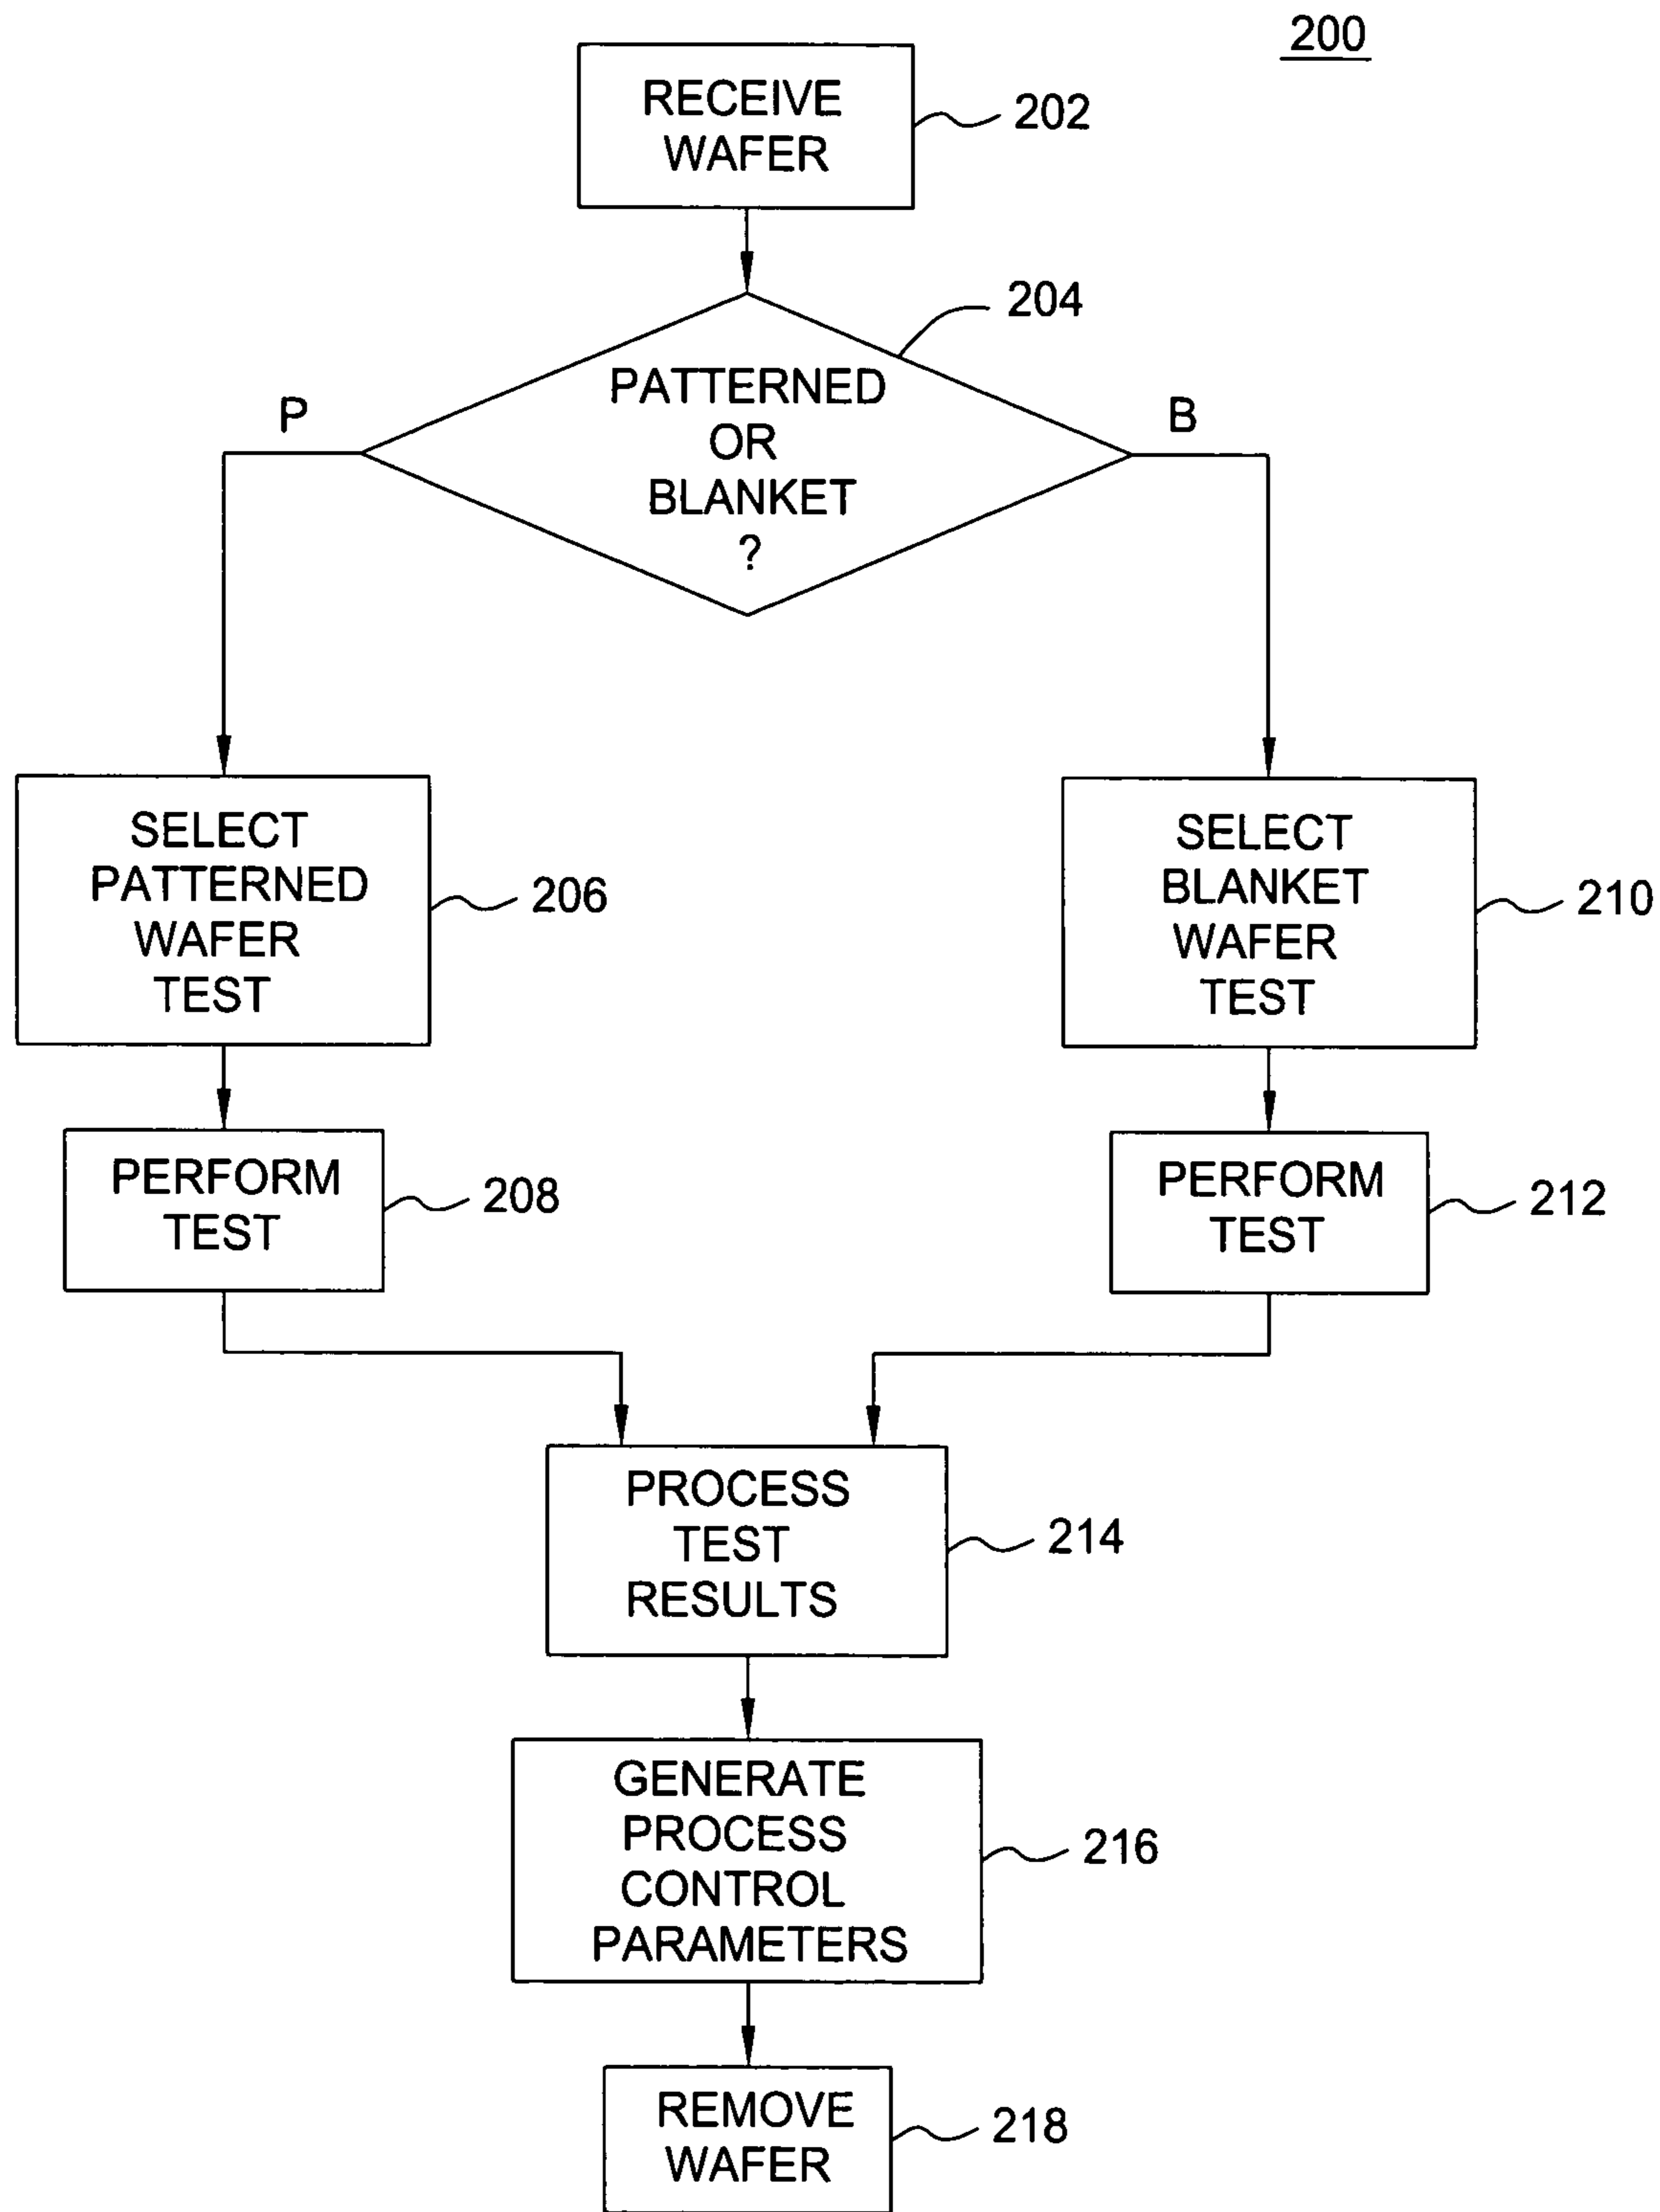 200
RECEIVE
WAFER
202
204
PATTERNED
OR
BLANKET
?
P
B
SELECT
PATTERNED
WAFER
TEST
206
SELECT
BLANKET
WAFER
TEST
210
PERFORM
TEST
208
PERFORM
TEST
212
PROCESS
TEST
RESULTS
214
GENERATE
PROCESS
CONTROL
PARAMETERS
216
REMOVE
WAFER
218